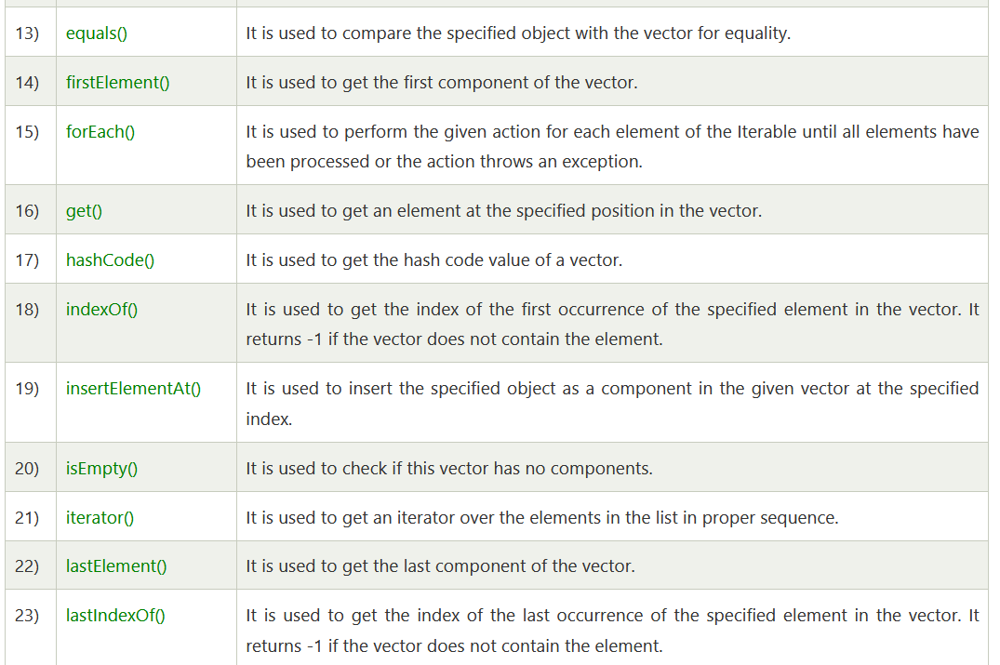 13) equals() It is used to compare the specified object with the vector for equality.
14) firstElement() It is used to get the first component of the vector.
15) forEach() It is used to perform the given action for each element of the Iterable until all elements have
been processed or the action throws an exception.
16) get() It is used to get an element at the specified position in the vector.
17) hashCode() It is used to get the hash code value of a vector.
18) indexOf() It is used to get the index of the first occurrence of the specified element in the vector. It
returns -1 if the vector does not contain the element.
19) insertElementAt() It is used to insert the specified object as a component in the given vector at the specified
index.
20) isEmpty() It is used to check if this vector has no components.
21) iterator() It is used to get an iterator over the elements in the list in proper sequence.
22) lastElement() It is used to get the last component of the vector.
23) lastIndexOf() It is used to get the index of the last occurrence of the specified element in the vector. It
returns -1 if the vector does not contain the element.